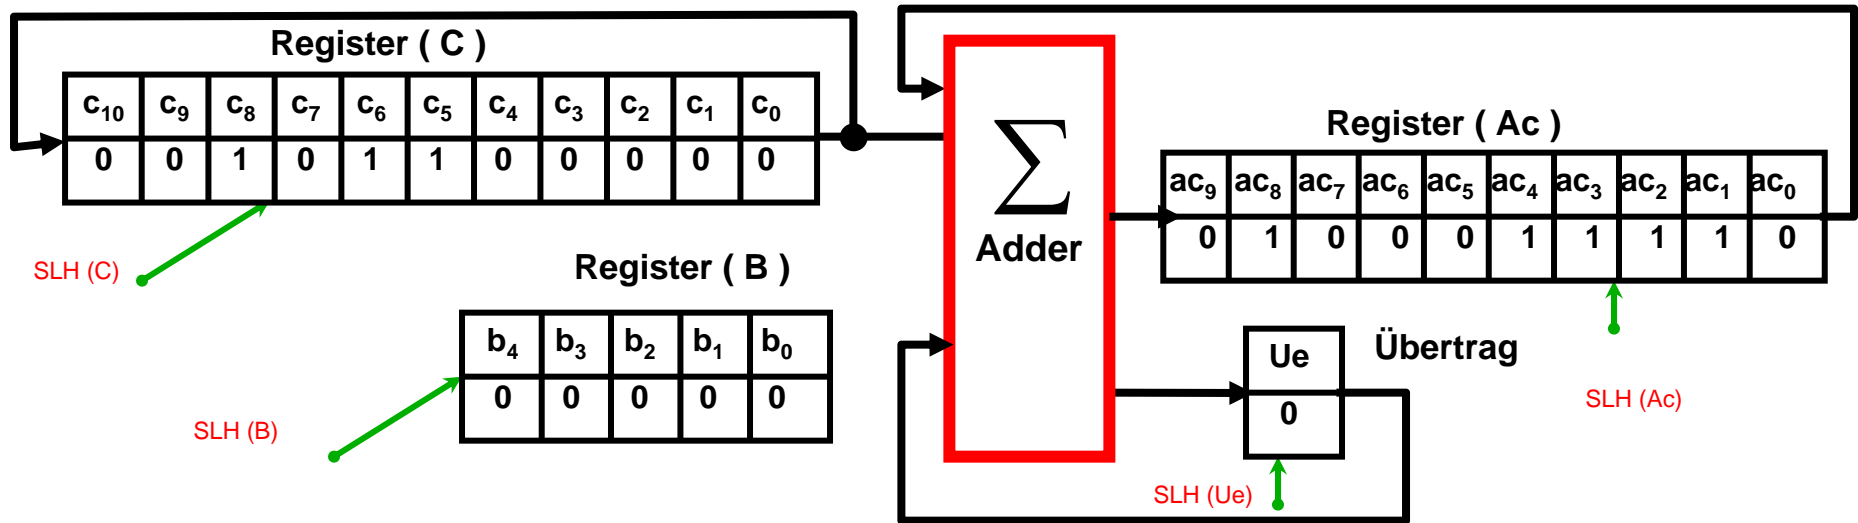 Register ( C )
c10 c9 c8 c7 c6 c5 c4 c3 c2 c1 c0
0 0 1 0 1 1 0 0 0 0 0
SLH (C)
Register ( B )
b4 b3 b2 b1 b0
0 0 0 0 0
SLH (B)
∑
Adder
Register ( Ac )
ac9 ac8 ac7 ac6 ac5 ac4 ac3 ac2 ac1 ac0
0 1 0 0 0 1 1 1 1 0
SLH (Ac)
Übertrag
Ue
0
SLH (Ue)